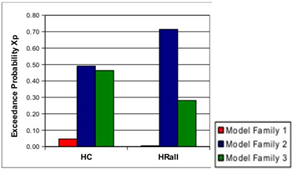 Exceedance Probability Xp
0.80
0.70
0.60
0.50
0.40
0.30
0.20
0.10
0.00
HC
HRall
Model Family 1
Model Family 2
Model Family 3